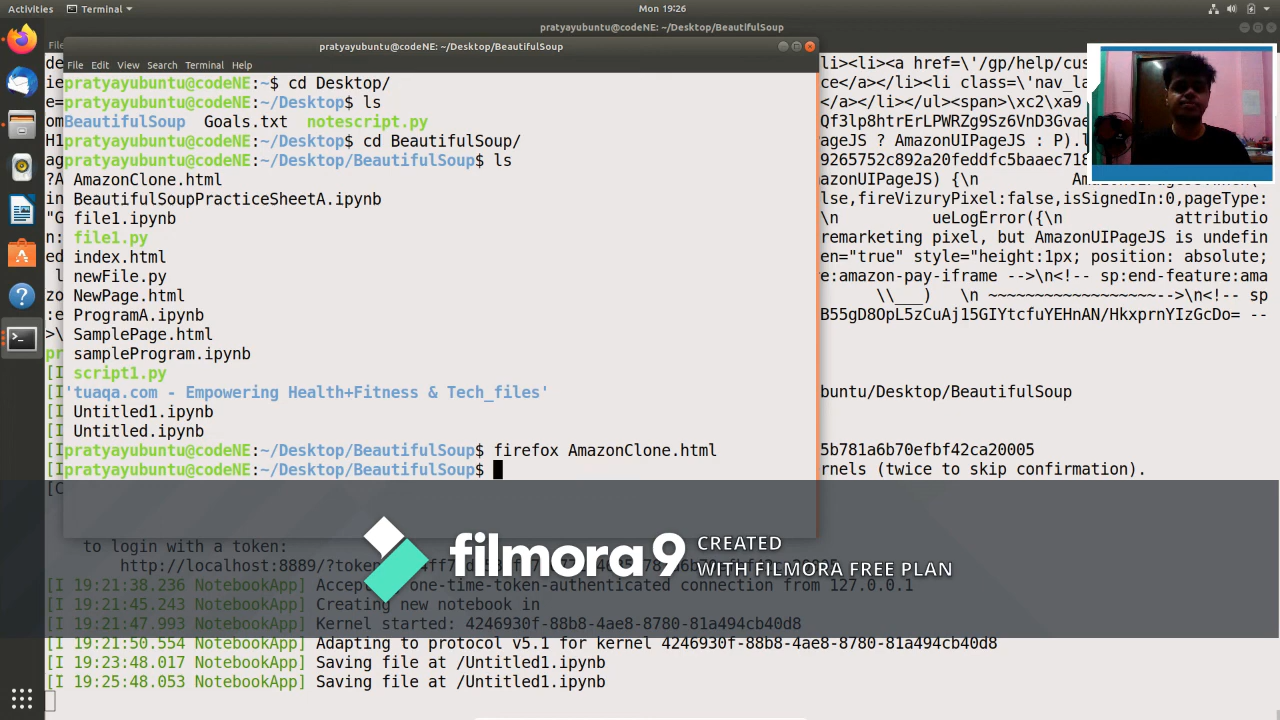 Activities
Terminal
Mon 19:26
pratyayubuntu@codeNE: ~/Desktop/BeautifulSoup
pratyayubuntu@codeNE: ~/Desktop/BeautifulSoup
File Edit View Search Terminal Help
pratyayubuntu@codeNE:~$ cd Desktop/
pratyayubuntu@codeNE:~/Desktop$ ls
BeautifulSoup Goals.txt notescript.py
pratyayubuntu@codeNE:~/Desktop$ cd BeautifulSoup/
pratyayubuntu@codeNE:~/Desktop/BeautifulSoup$ ls
AmazonClone.html
BeautifulSoupPracticeSheetA.ipynb
file1.ipynb
file1.py
index.html
newFile.py
NewPage.html
ProgramA.ipynb
SamplePage.html
sampleProgram.ipynb
script1.py
'tuaqa.com - Empowering Health+Fitness & Tech_files'
Untitled1.ipynb
Untitled.ipynb
pratyayubuntu@codeNE:~/Desktop/BeautifulSoup$ firefox AmazonClone.html
pratyayubuntu@codeNE:~/Desktop/BeautifulSoup$
li><li><a href=\'/gp/help/cus
ce</a></li><li class=\'nav_la
</a></li></ul><span>\xc2\xa9
Qf3lp8htrErLPWRZg9Sz6VnD3Gvae
ageJS ? AmazonUIPageJS : P).l
9265752c892a20feddfc5baaec718
azonUIPageJS) {\n
lse,fireVizuryPixel:false,isSignedIn:0,pageType:
\n ueLogError({\n attributio
remarketing pixel, but AmazonUIPageJS is undefin
en="true" style="height:1px; position: absolute;
e:amazon-pay-iframe -->\n<!-- sp:end-feature:ama
\\___) \n ~~~~~~~~~~~~~~~~~~-->\n<!-- sp
B55gD8OpL5zCuAj15GIYtcfuYEHnAN/HkxprnYIzGcDo= --
buntu/Desktop/BeautifulSoup
5b781a6b70efbf42ca20005
rnels (twice to skip confirmation).
filmora9 CREATED
WITH FILMORA FREE PLAN
to login with a token:
http://localhost:8889/?token
[I 19:21:38.236 NotebookApp] one-time-token-authenticated connection from 127.0.0.1
[I 19:21:45.243 NotebookApp] Creating new notebook in
[I 19:21:47.993 NotebookApp] Kernel started: 4246930f-88b8-4ae8-8780-81a494cb40d8
[I 19:21:50.554 NotebookApp] Adapting to protocol v5.1 for kernel 4246930f-88b8-4ae8-8780-81a494cb40d8
[I 19:23:48.017 NotebookApp] Saving file at /Untitled1.ipynb
[I 19:25:48.053 NotebookApp] Saving file at /Untitled1.ipynb